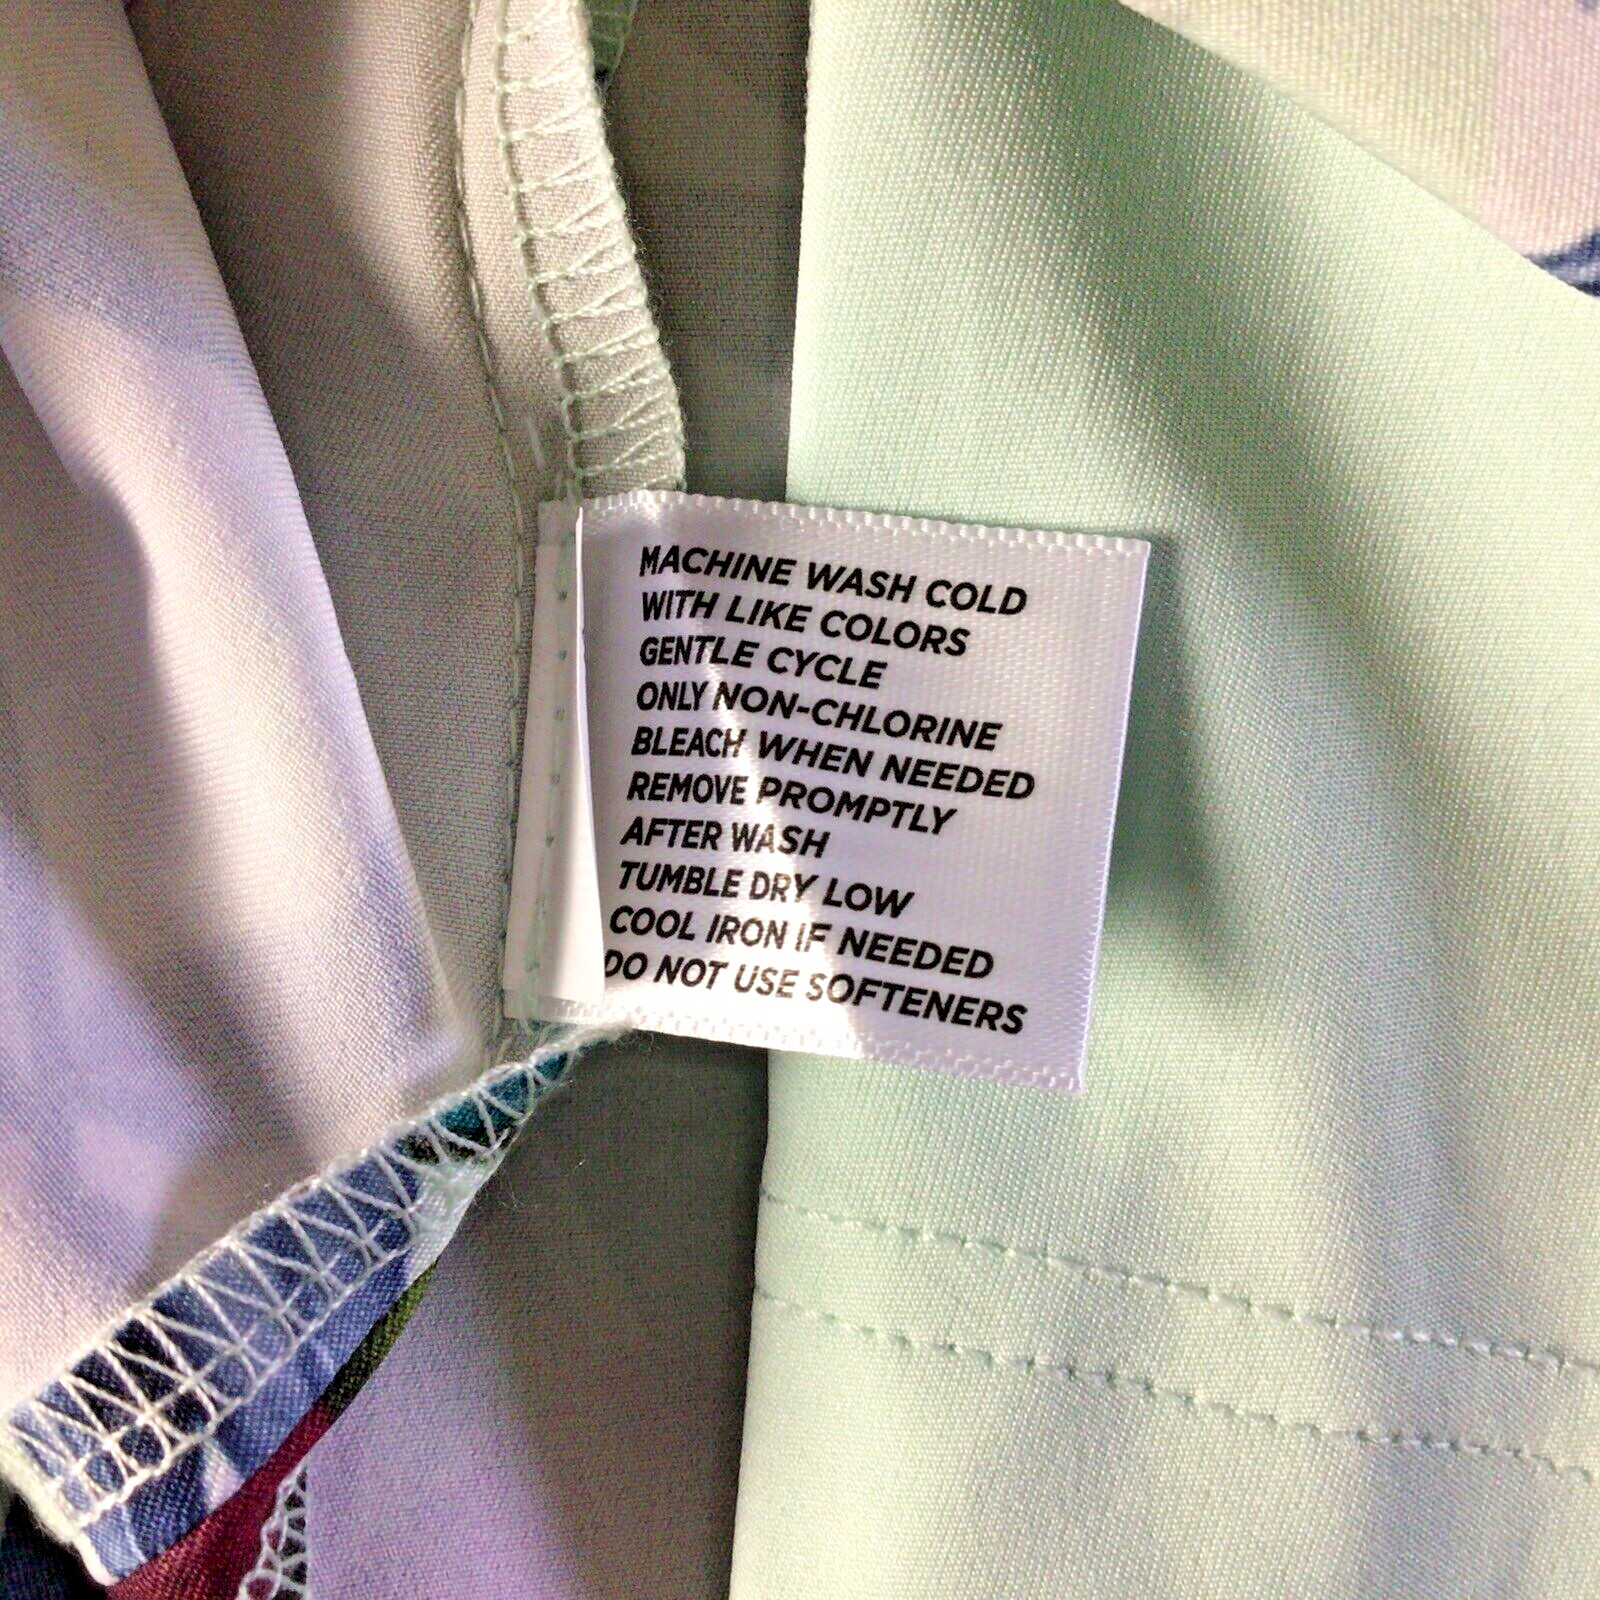 MACHINE WASH COLD
WITH LIKE COLORS
GENTLE CYCLE
ONLY NON-CHLORINE
BLEACH WHEN NEEDED
REMOVE PROMPTLY
AFTER WASH
TUMBLE DRY LOW
COOL IRON IF NEEDED
DO NOT USE SOFTENERS